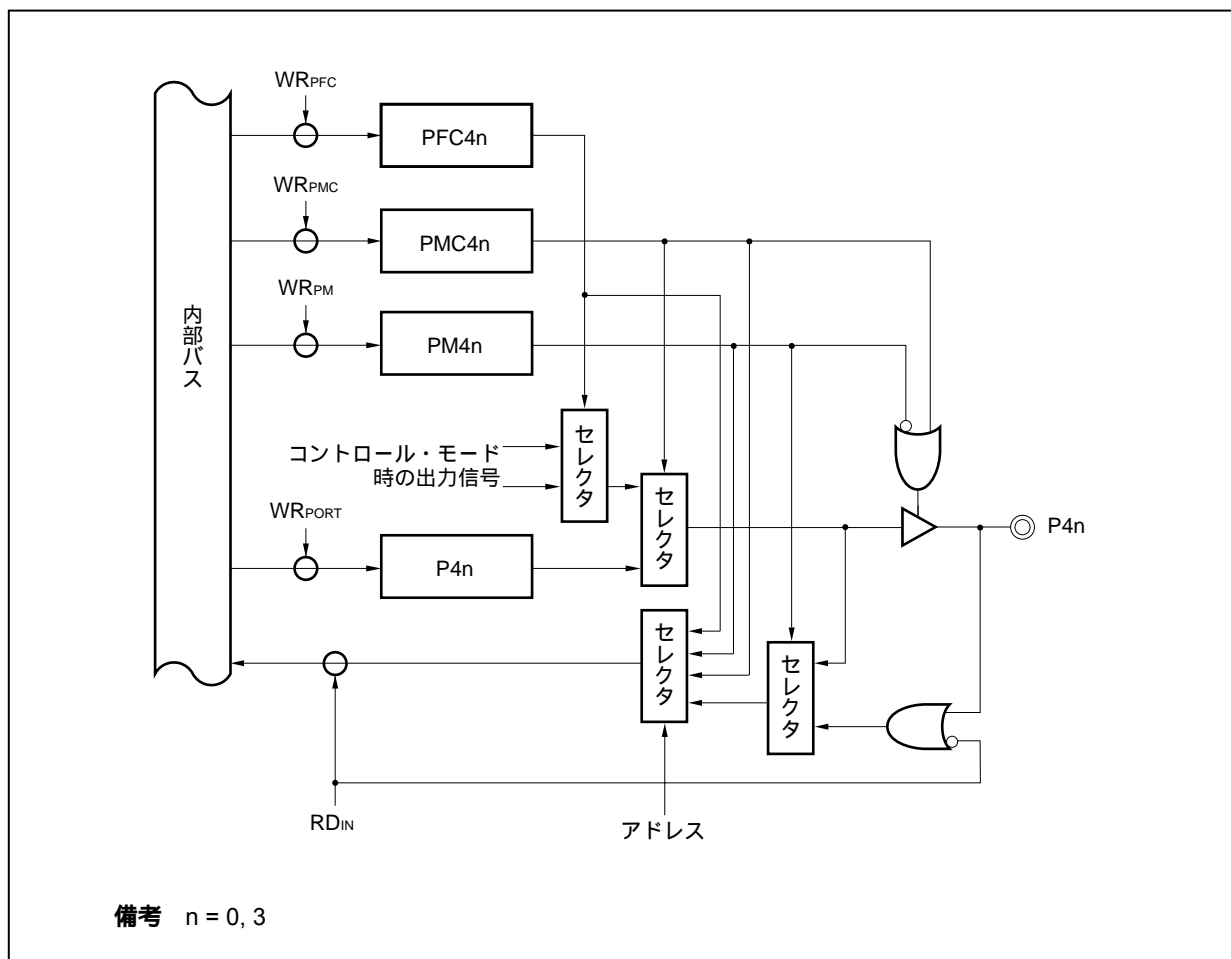 WRPFC
PFC4n
WRPMC
PMC4n
WRPM
PM4n
内部バス
セレクタ
コントロール・モード
時の出力信号
セレクタ
WRPORT
P4n
P4n
セレクタ
セレクタ
RDIN
アドレス
備考 n = 0, 3